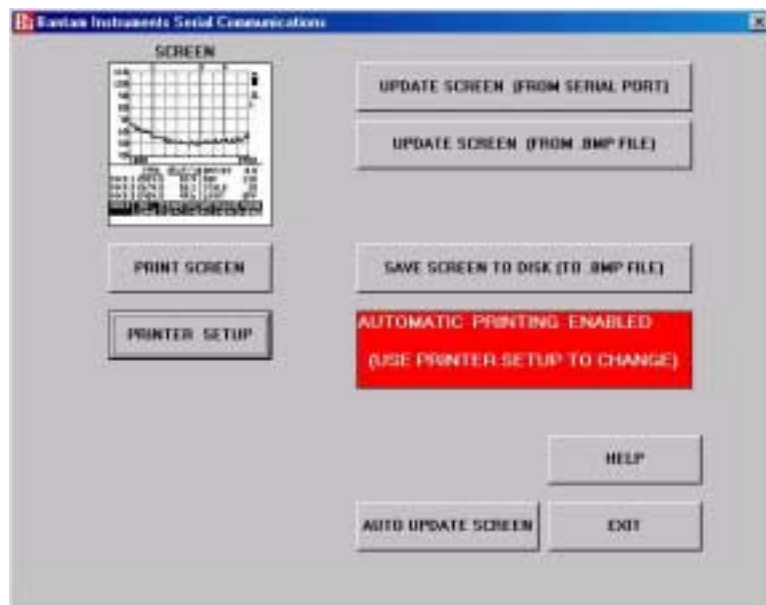 Bantam Instruments Serial Communications
SCREEN
UPDATE SCREEN (FROM SERIAL PORT)
UPDATE SCREEN (FROM .BMP FILE)
PRINT SCREEN
SAVE SCREEN TO DISK (TO .BMP FILE)
PRINTER SETUP
AUTOMATIC PRINTING ENABLED
(USE PRINTER SETUP TO CHANGE)
HELP
AUTO UPDATE SCREEN
EXIT